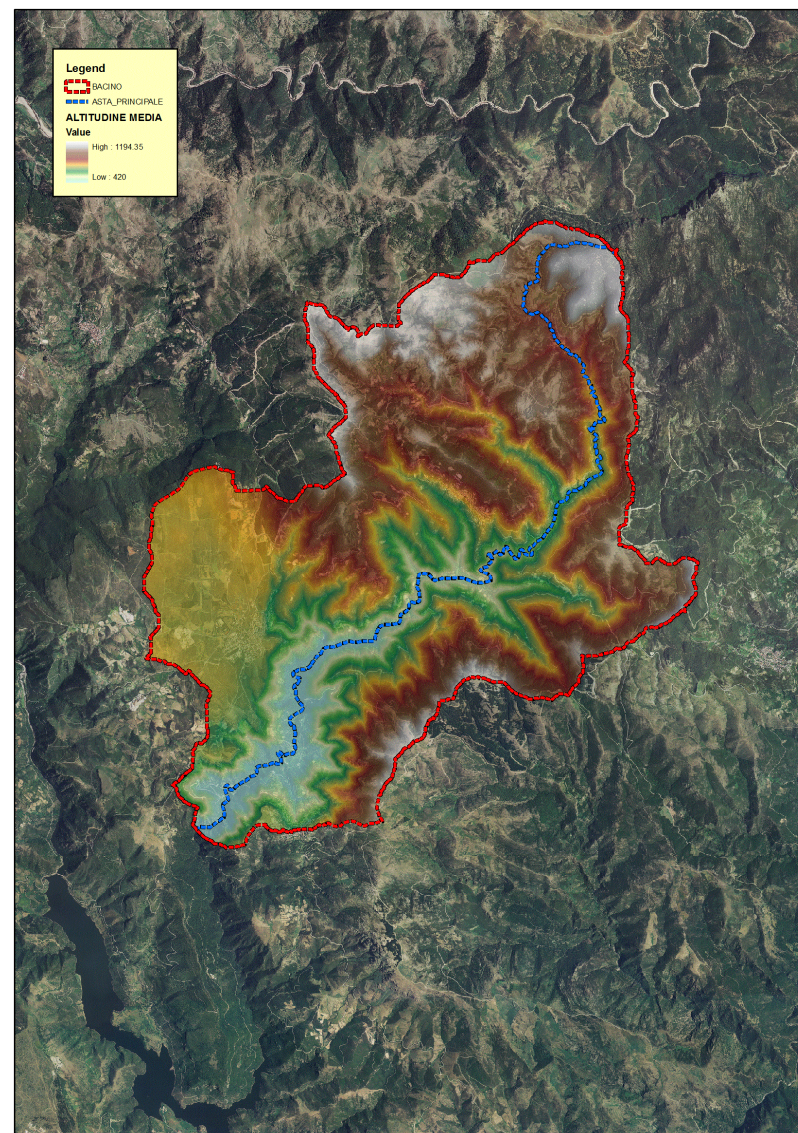 Legend
BACINO
ASTA_PRINCIPALE
ALTITUDINE MEDIA
Value
High : 1194.35
Low : 420